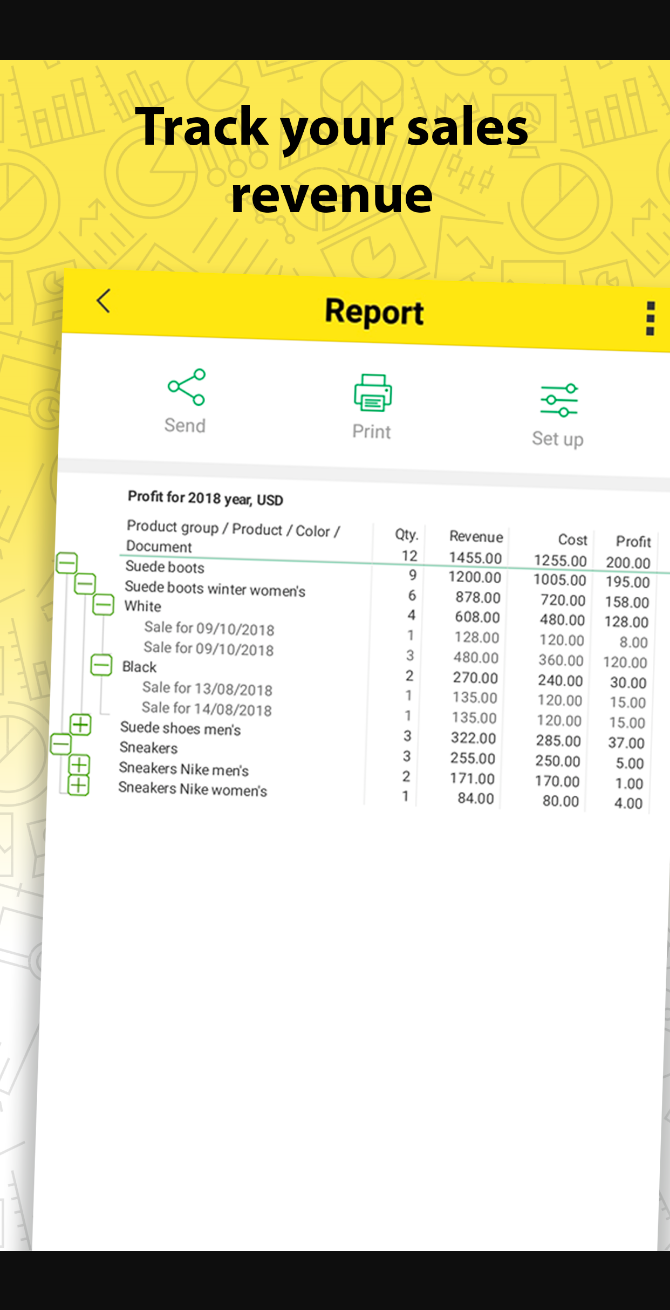 Track your sales
revenue
Report
Send Print Set up
Profit for 2018 year, USD
Product group / Product / Color / Qty. Revenue Cost Profit
Document 12 1455.00 1255.00 200.00
Suede boots 9 1200.00 1005.00 195.00
Suede boots winter women's 6 878.00 720.00 158.00
White 4 608.00 480.00 128.00
Sale for 09/10/2018 1 128.00 120.00 8.00
Sale for 09/10/2018 3 480.00 360.00 120.00
Black 2 270.00 240.00 30.00
Sale for 13/08/2018 1 135.00 120.00 15.00
Sale for 14/08/2018 1 135.00 120.00 15.00
Suede shoes men's 3 322.00 285.00 37.00
Sneakers 3 255.00 250.00 5.00
Sneakers Nike men's 2 171.00 170.00 1.00
Sneakers Nike women's 1 84.00 80.00 4.00